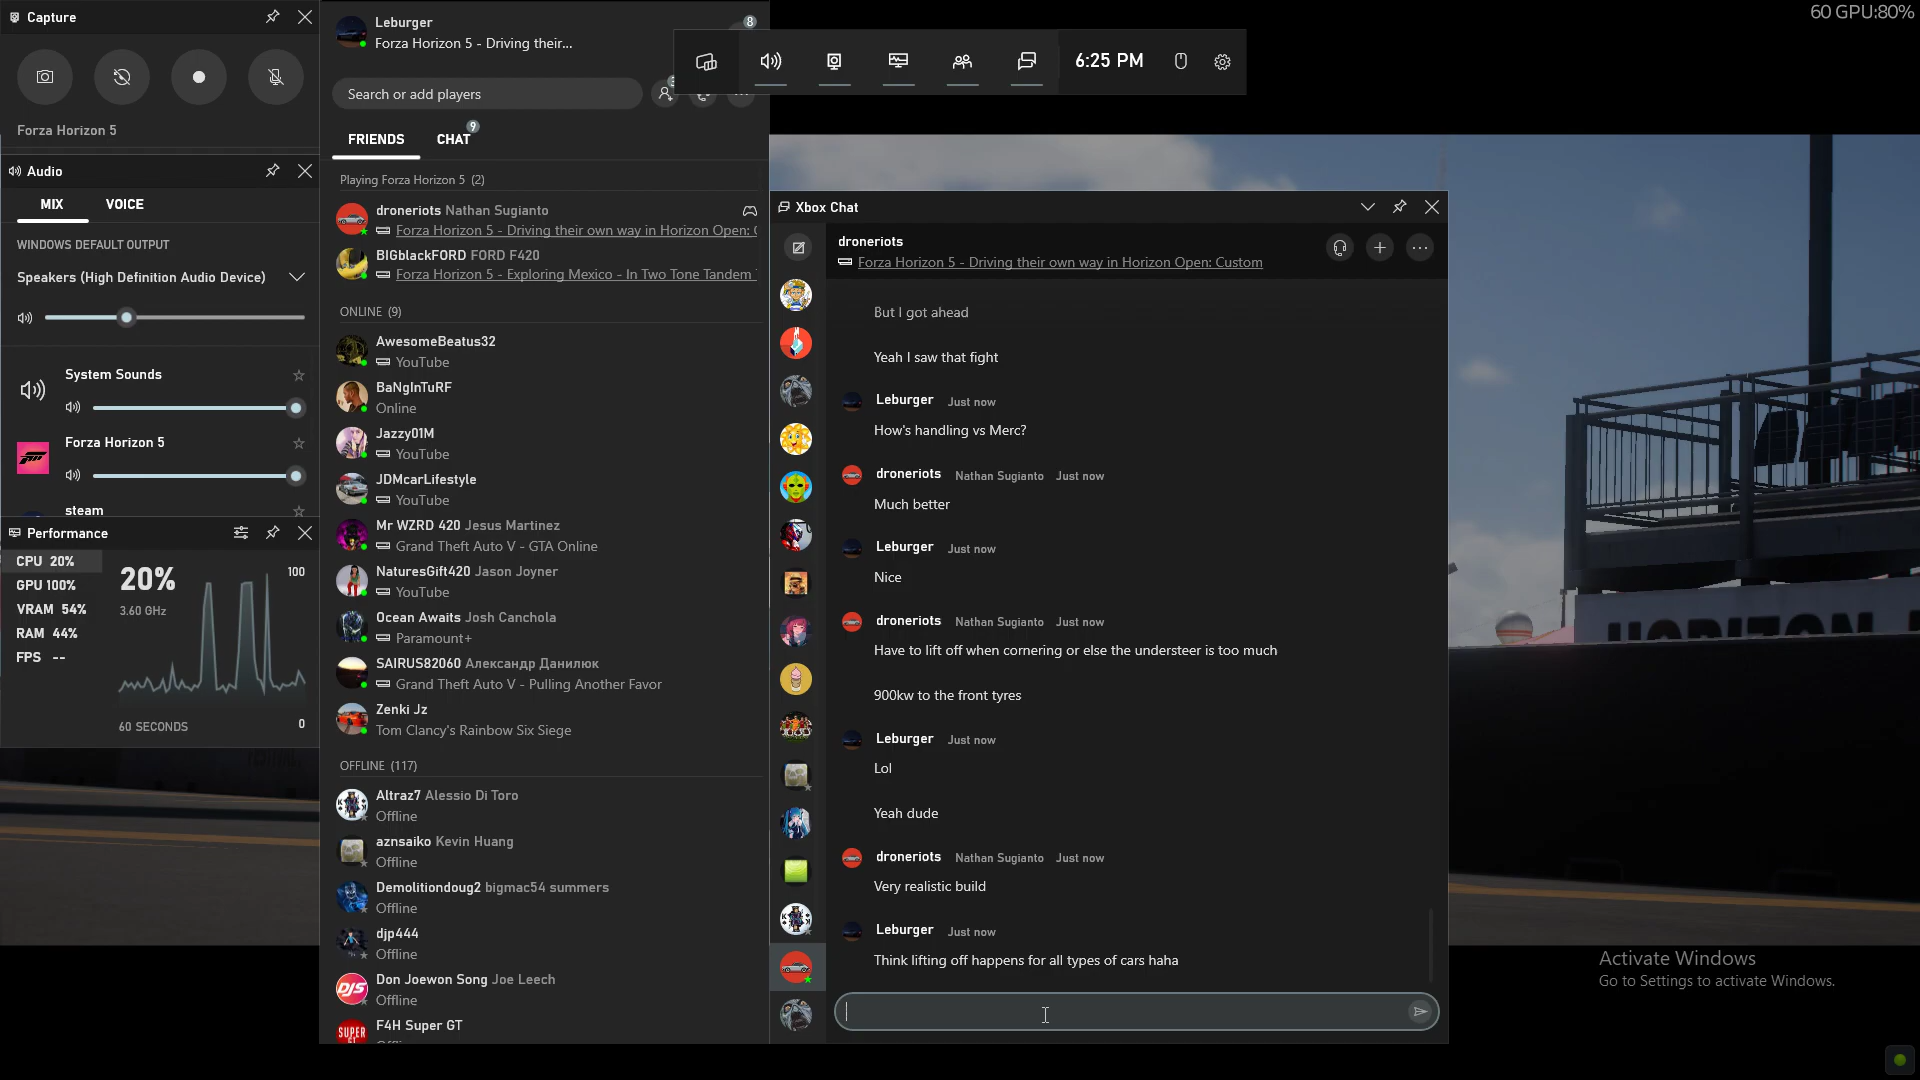 Capture
Forza Horizon 5
Audio
MIX
VOICE
WINDOWS DEFAULT OUTPUT
Speakers (High Definition Audio Device)
System Sounds
Forza Horizon 5
steam
Performance
CPU 20%
GPU 100%
VRAM 54%
RAM 44%
FPS --
20%
3.60 GHz
100
60 SECONDS
0
Leburger
Forza Horizon 5 - Driving their...
8
Search or add players
FRIENDS
CHAT
9
Playing Forza Horizon 5 (2)
droneriots Nathan Sugianto
Forza Horizon 5 - Driving their own way in Horizon Open:
BIGblackFORD FORD F420
Forza Horizon 5 - Exploring Mexico - In Two Tone Tandem
ONLINE (9)
AwesomeBeatus32
YouTube
BaNgInTuRF
Online
Jazzy01M
YouTube
JDMcarLifestyle
YouTube
Mr WZRD 420 Jesus Martinez
Grand Theft Auto V - GTA Online
NaturesGift420 Jason Joyner
YouTube
Ocean Awaits Josh Canchola
Paramount+
SAIRUS82060 Александр Данилюк
Grand Theft Auto V - Pulling Another Favor
Zenki Jz
Tom Clancy's Rainbow Six Siege
OFFLINE (117)
Altraz7 Alessio Di Toro
Offline
aznsaiko Kevin Huang
Offline
Demolitiondoug2 bigmac54 summers
Offline
djp444
Offline
Don Joewon Song Joe Leech
Offline
DJS
F4H Super GT
SUPER
6:25 PM
60 GPU:80%
Xbox Chat
droneriots
Forza Horizon 5 - Driving their own way in Horizon Open: Custom
But I got ahead
Yeah I saw that fight
Leburger Just now
How's handling vs Merc?
droneriots Nathan Sugianto Just now
Much better
Leburger Just now
Nice
droneriots Nathan Sugianto Just now
Have to lift off when cornering or else the understeer is too much
900kw to the front tyres
Leburger Just now
Lol
Yeah dude
droneriots Nathan Sugianto Just now
Very realistic build
Leburger Just now
Think lifting off happens for all types of cars haha
HORIZON
Activate Windows
Go to Settings to activate Windows.